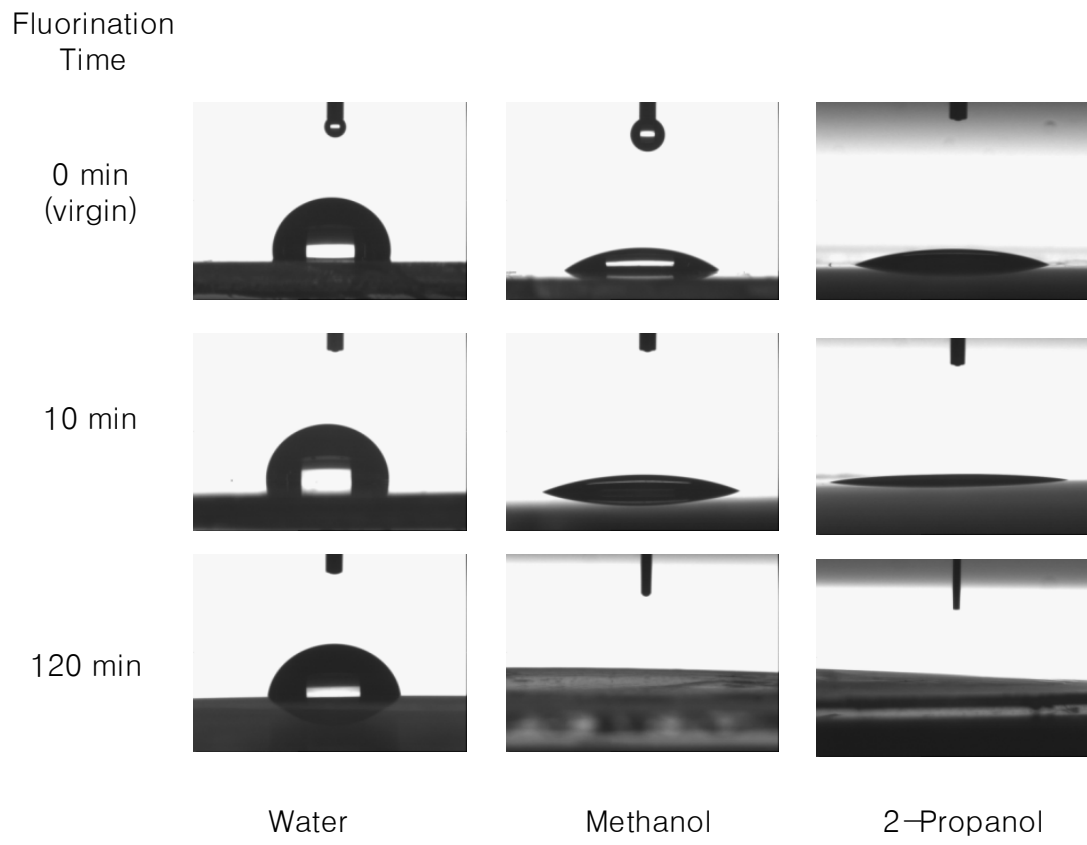 Fluorination
Time
0 min
(virgin)
10 min
120 min
Water
Methanol
2-Propanol